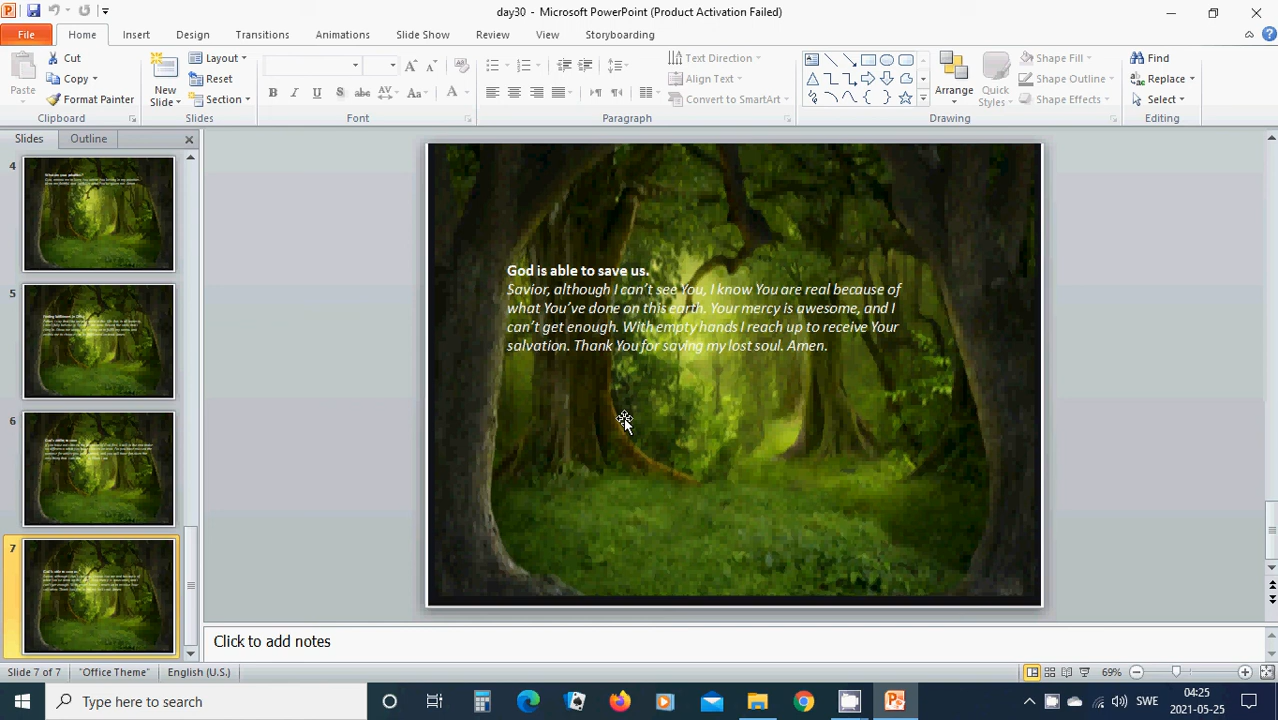 day30 - Microsoft PowerPoint (Product Activation Failed)
File Home Insert Design Transitions Animations Slide Show Review View Storyboarding
Paste
Cut
Copy
Format Painter
Clipboard
New
Slide
Layout
Reset
Section
Slides
Font
Text Direction
Align Text
Convert to SmartArt
Paragraph
Arrange
Quick
Styles
Shape Fill
Shape Outline
Shape Effects
Drawing
Find
Replace
Select
Editing
Slides Outline
4
5
6
7
God is able to save us.
Savior, although I can’t see You, I know You are real because of
what You’ve done on this earth. Your mercy is awesome, and I
can’t get enough. With empty hands I reach up to receive Your
salvation. Thank You for saving my lost soul. Amen.
Click to add notes
Slide 7 of 7 "Office Theme" English (U.S.) 69%
Type here to search
SWE
04:25
2021-05-25